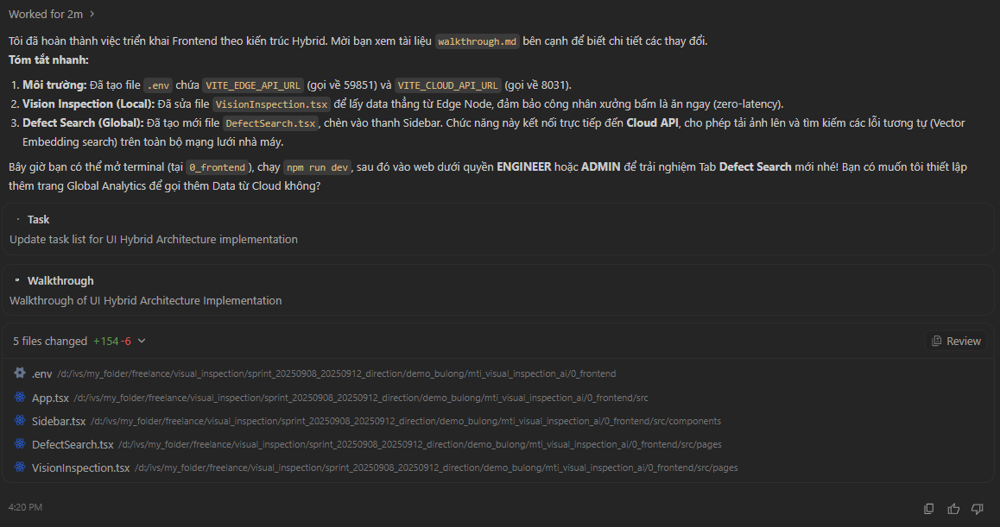 Worked for 2m >
Tôi đã hoàn thành việc triển khai Frontend theo kiến trúc Hybrid. Mời bạn xem tài liệu walkthrough.md bên cạnh để biết chi tiết các thay đổi.
Tóm tắt nhanh:
1. Môi trường: Đã tạo file .env chứa VITE_EDGE_API_URL (gọi về 59851) và VITE_CLOUD_API_URL (gọi về 8031).
2. Vision Inspection (Local): Đã sửa file VisionInspection.tsx để lấy data thẳng từ Edge Node, đảm bảo công nhân xưởng bấm là ăn ngay (zero-latency).
3. Defect Search (Global): Đã tạo mới file DefectSearch.tsx, chèn vào thanh Sidebar. Chức năng này kết nối trực tiếp đến Cloud API, cho phép tải ảnh lên và tìm kiếm các lỗi tương tự (Vector
Embedding search) trên toàn bộ mạng lưới nhà máy.
Bây giờ bạn có thể mở terminal (tại 0_frontend), chạy npm run dev, sau đó vào web dưới quyền ENGINEER hoặc ADMIN để trải nghiệm Tab Defect Search mới nhé! Bạn có muốn tôi thiết lập
thêm trang Global Analytics để gọi thêm Data từ Cloud không?
Task
Update task list for UI Hybrid Architecture implementation
Walkthrough
Walkthrough of UI Hybrid Architecture Implementation
5 files changed +154 -6
Review
.env /d:/ivs/my_folder/freelance/visual_inspection/sprint_20250908_20250912_direction/demo_bulong/mti_visual_inspection_ai/0_frontend
App.tsx /d:/ivs/my_folder/freelance/visual_inspection/sprint_20250908_20250912_direction/demo_bulong/mti_visual_inspection_ai/0_frontend/src
Sidebar.tsx /d:/ivs/my_folder/freelance/visual_inspection/sprint_20250908_20250912_direction/demo_bulong/mti_visual_inspection_ai/0_frontend/src/components
DefectSearch.tsx /d:/ivs/my_folder/freelance/visual_inspection/sprint_20250908_20250912_direction/demo_bulong/mti_visual_inspection_ai/0_frontend/src/pages
VisionInspection.tsx /d:/ivs/my_folder/freelance/visual_inspection/sprint_20250908_20250912_direction/demo_bulong/mti_visual_inspection_ai/0_frontend/src/pages
4:20 PM